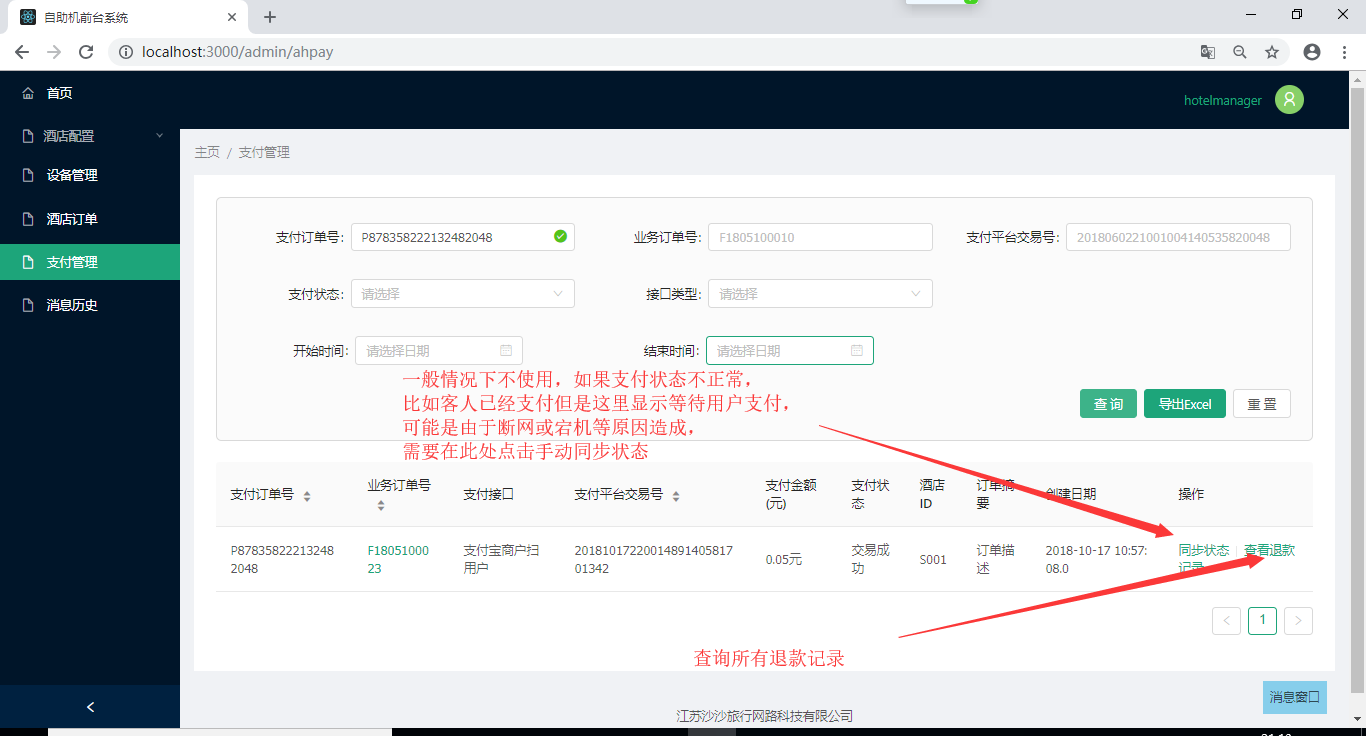 自助机前台系统
localhost:3000/admin/ahpay
首页
hotelmanager
酒店配置
设备管理
酒店订单
支付管理
消息历史
主页 / 支付管理
支付订单号: P878358222132482048
业务订单号: F1805100010
支付平台交易号: 2018060221001004140535820048
支付状态: 请选择
接口类型: 请选择
开始时间: 请选择日期
结束时间: 请选择日期
一般情况下不使用，如果支付状态不正常，
比如客人已经支付但是这里显示等待用户支付，
可能是由于断网或宕机等原因造成，
需要在此处点击手动同步状态
查 询
导出Excel
重 置
支付订单号
业务订单号
支付接口
支付平台交易号
支付金额
(元)
支付状
态
酒店
ID
订单摘
要
创建日期
操作
P87835822213248
2048
F18051000
23
支付宝商户扫
用户
20181017220014891405817
01342
0.05元
交易成
功
S001
订单描
述
2018-10-17 10:57:
08.0
同步状态 | 查看退款
记录
1
查询所有退款记录
消息窗口
江苏沙沙旅行网路科技有限公司